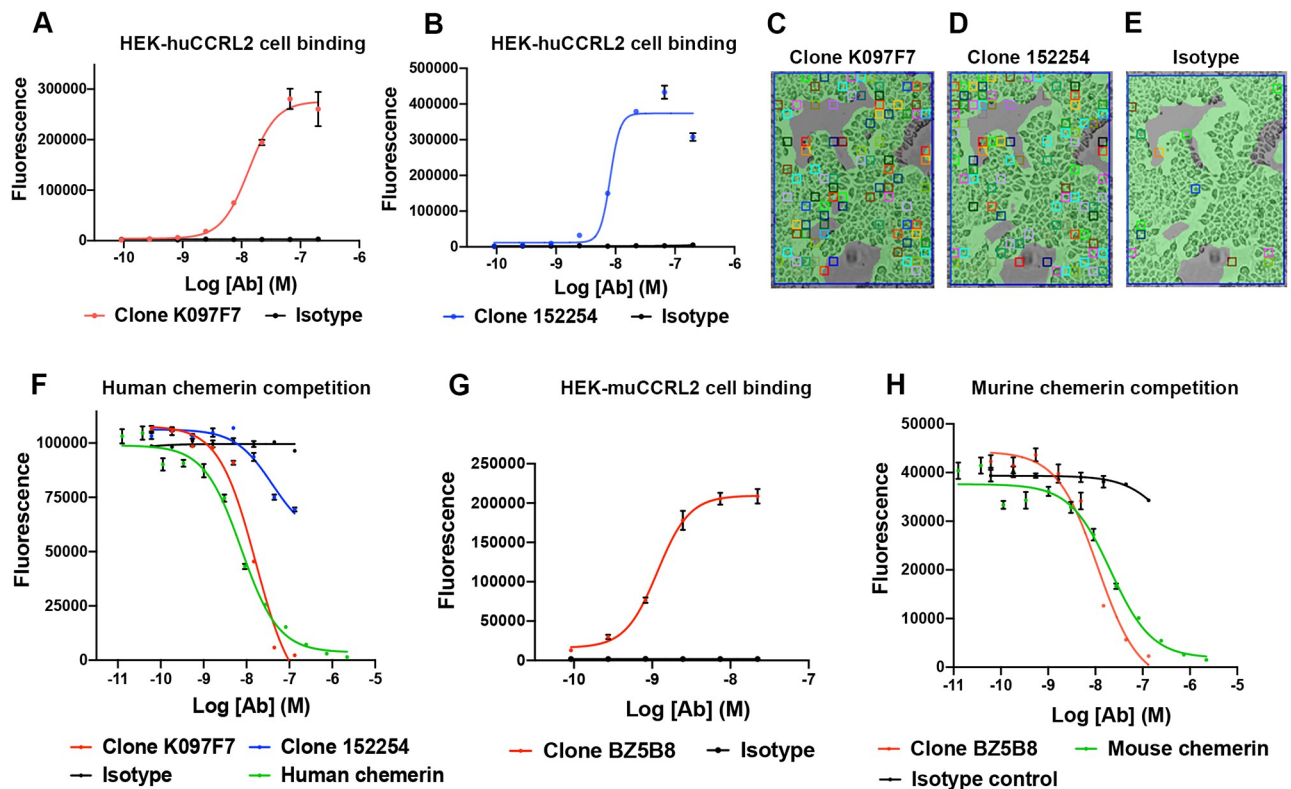 A
HEK-huCCRL2 cell binding
Fluorescence
300000
200000
100000
0
-10
-9
-8
-7
-6
Log [Ab] (M)
Clone K097F7
Isotype
B
HEK-huCCRL2 cell binding
Fluorescence
500000
400000
300000
200000
100000
0
-10
-9
-8
-7
-6
Log [Ab] (M)
Clone 152254
Isotype
C
Clone K097F7
D
Clone 152254
E
Isotype
F
Human chemerin competition
Fluorescence
100000
75000
50000
25000
0
-11
-10
-9
-8
-7
-6
-5
Log [Ab] (M)
Clone K097F7
Clone 152254
Isotype
Human chemerin
G
HEK-muCCRL2 cell binding
Fluorescence
250000
200000
150000
100000
50000
0
-10
-9
-8
-7
Log [Ab] (M)
Clone BZ5B8
Isotype
H
Murine chemerin competition
Fluorescence
50000
40000
30000
20000
10000
0
-11
-10
-9
-8
-7
-6
-5
Log [Ab] (M)
Clone BZ5B8
Mouse chemerin
Isotype control